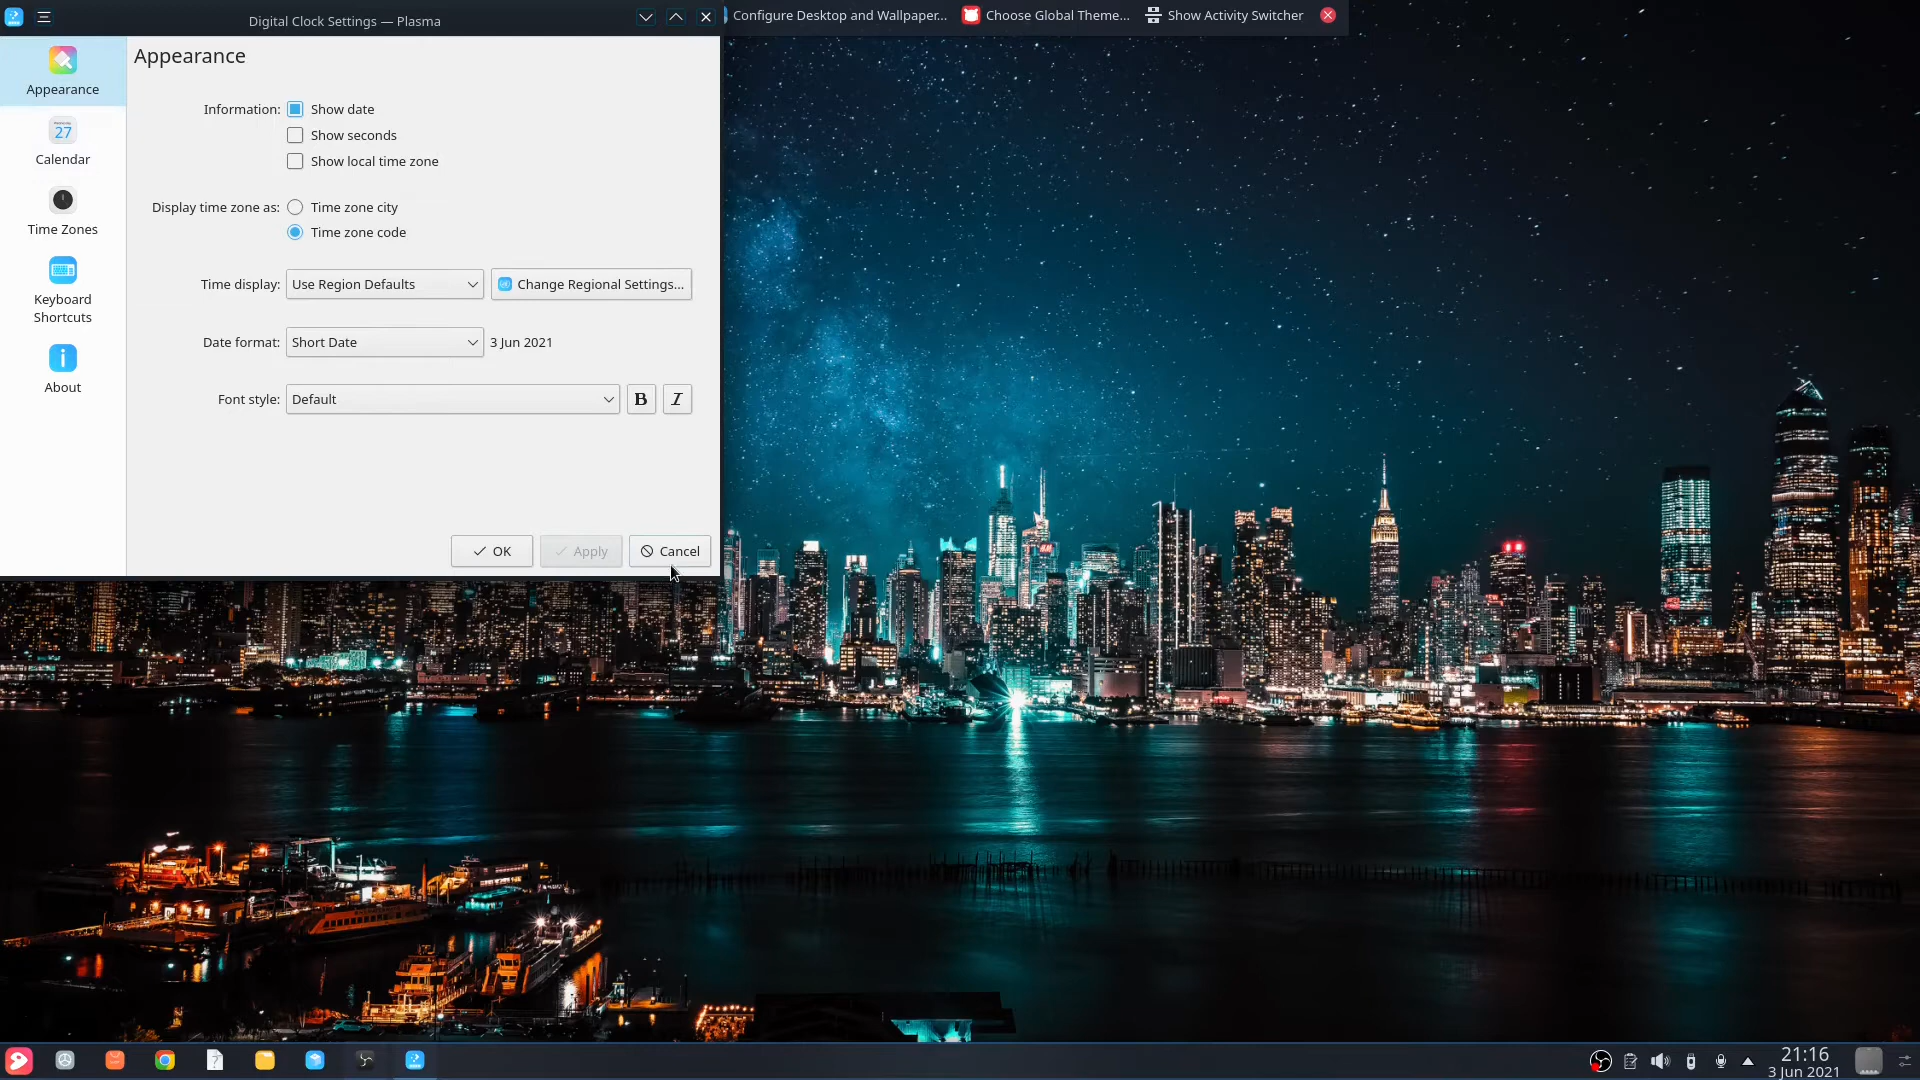 Digital Clock Settings — Plasma
Configure Desktop and Wallpaper...
Choose Global Theme...
Show Activity Switcher
Appearance
Calendar
Time Zones
Keyboard
Shortcuts
About
27
Appearance
Information:
Show date
Show seconds
Show local time zone
Display time zone as:
Time zone city
Time zone code
Time display:
Use Region Defaults
Change Regional Settings...
Date format:
Short Date
3 Jun 2021
Font style:
Default
B
I
OK
Apply
Cancel
21:16
3 Jun 2021